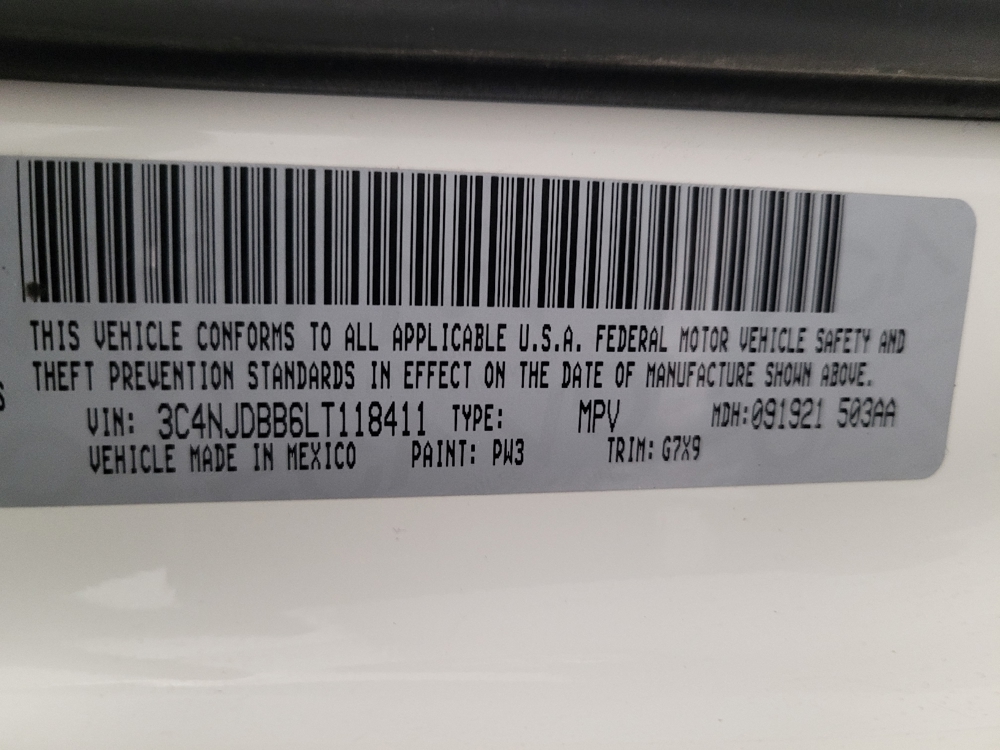 THIS VEHICLE CONFORMS TO ALL APPLICABLE U.S.A. FEDERAL MOTOR VEHICLE SAFETY AND
THEFT PREVENTION STANDARDS IN EFFECT ON THE DATE OF MANUFACTURE SHOWN ABOVE.
VIN: 3C4NJDBB6LT118411 TYPE: MPV MDH:091921 503AA
VEHICLE MADE IN MEXICO PAINT: PW3 TRIM: G7X9